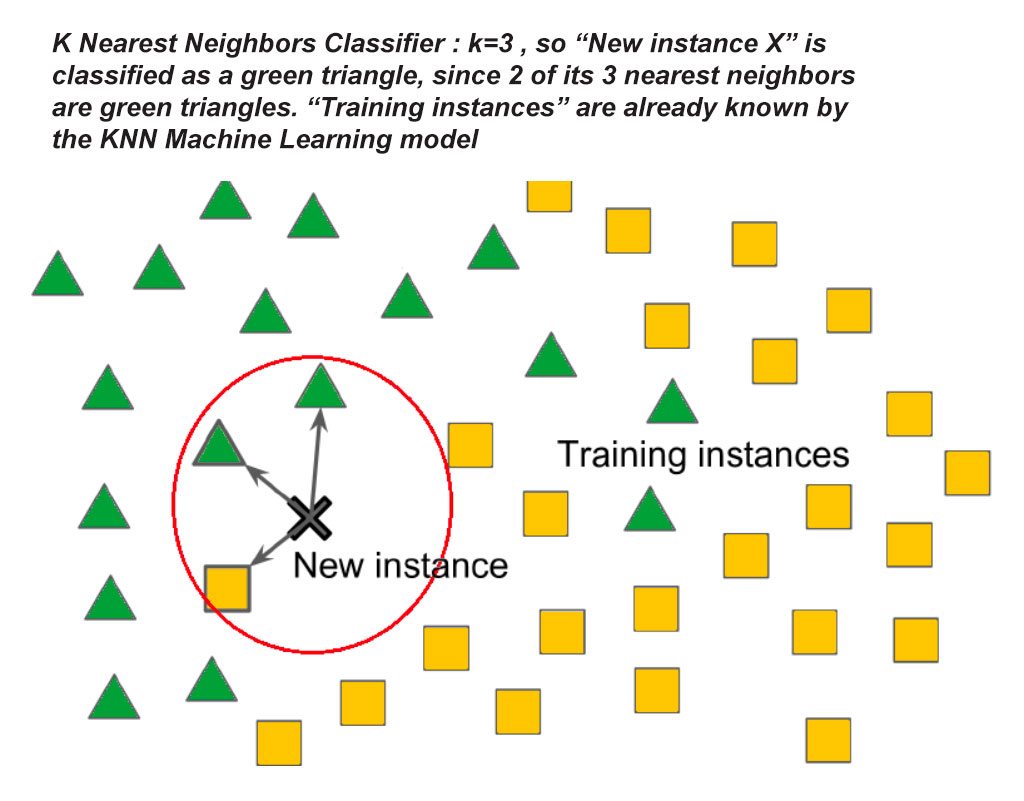 K Nearest Neighbors Classifier : k=3 , so “New instance X” is
classified as a green triangle, since 2 of its 3 nearest neighbors
are green triangles. “Training instances” are already known by
the KNN Machine Learning model
Training instances
New instance